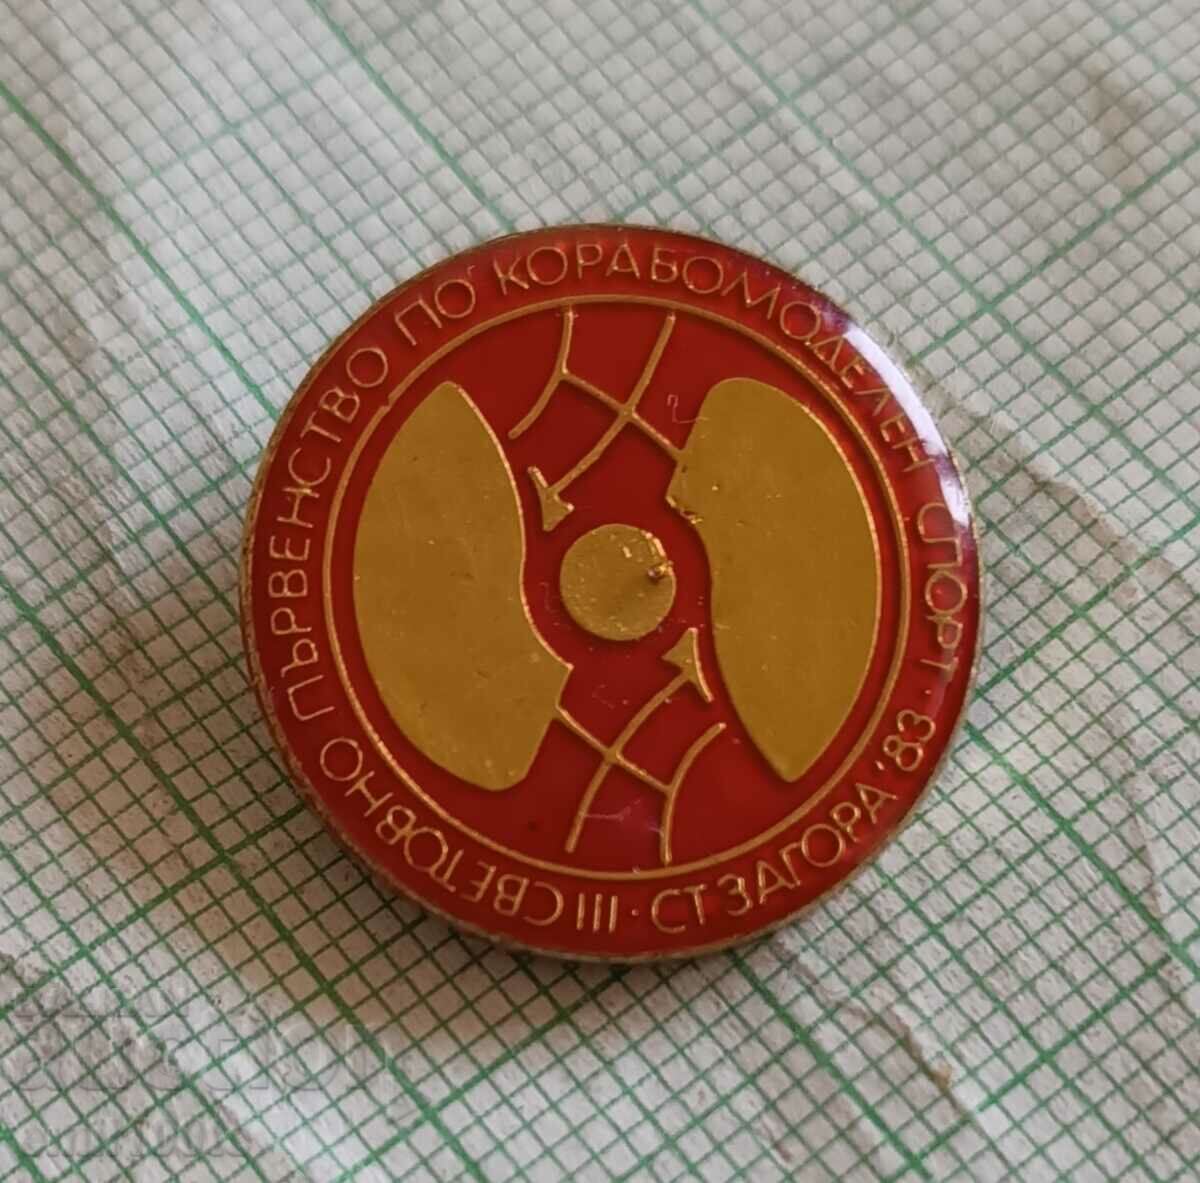 III СВЕТОВНО ПЪРВЕНСТВО ПО КОРАБОМОДЕЛЕН СПОРТ · СТ ЗАГОРА '83 ·